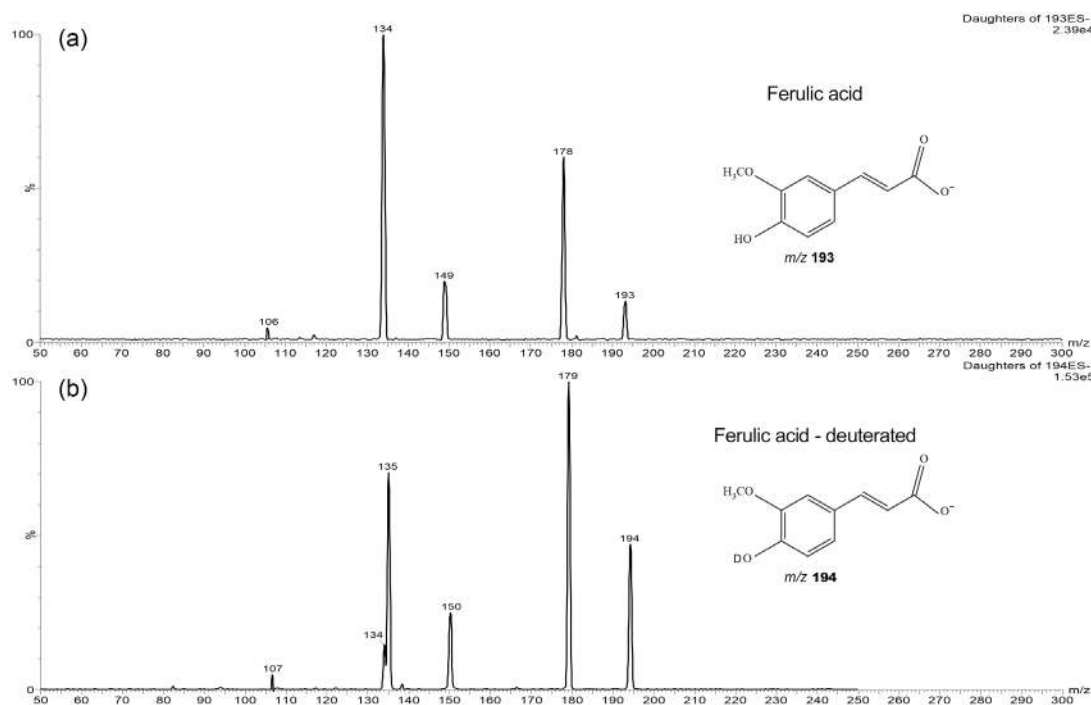 Daughters of 193ES-
2.39e4
(a)
100
%
0
134
178
149
193
106
Ferulic acid
O
H3CO
O−
HO
m/z 193
50 60 70 80 90 100 110 120 130 140 150 160 170 180 190 200 210 220 230 240 250 260 270 280 290 300 m/z
Daughters of 194ES-
1.53e5
(b)
100
%
0
179
135
194
150
134
107
Ferulic acid - deuterated
O
H3CO
O−
DO
m/z 194
50 60 70 80 90 100 110 120 130 140 150 160 170 180 190 200 210 220 230 240 250 260 270 280 290 300 m/z